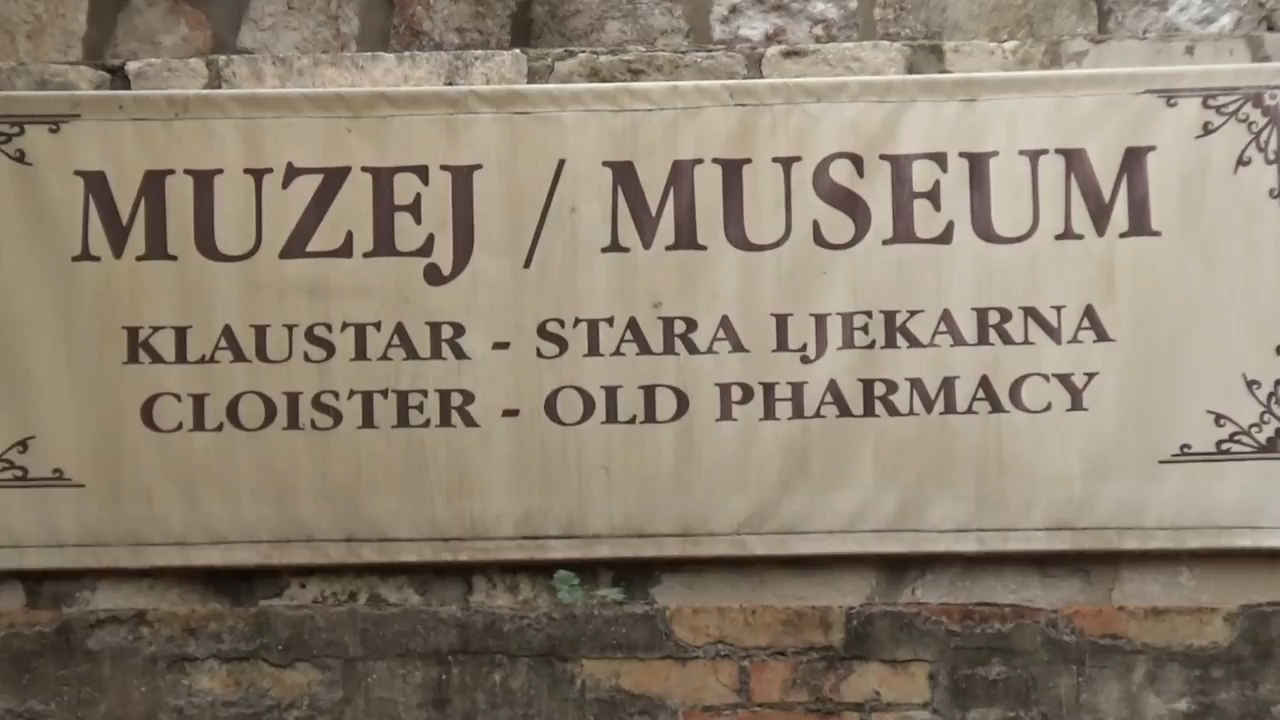 MUZEJ / MUSEUM
KLAUSTAR - STARA LJEKARNA
CLOISTER - OLD PHARMACY